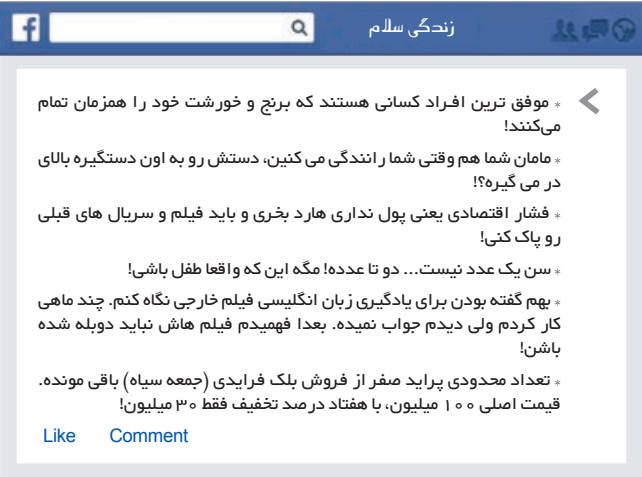 f
زندگی سلام
* موفق ترین افراد کسانی هستند که برنج و خورشت خود را همزمان تمام
می‌کنند!
* مامان شما هم وقتی شما رانندگی می کنین، دستش رو به اون دستگیره بالای
در می گیره؟!
* فشار اقتصادی یعنی پول نداری هارد بخری و باید فیلم و سریال های قبلی
رو پاک کنی!
* سن یک عدد نیست... دو تا عدده! مگه این که واقعا طفل باشی!
* بهم گفته بودن برای یادگیری زبان انگلیسی فیلم خارجی نگاه کنم. چند ماهی
کار کردم ولی دیدم جواب نمیده. بعدا فهمیدم فیلم هاش نباید دوبله شده
باشن!
* تعداد محدودی پراید صفر از فروش بلک فرایدی (جمعه سیاه) باقی مونده.
قیمت اصلی ۱۰۰ میلیون، با هفتاد درصد تخفیف فقط ۳۰ میلیون!
Like Comment